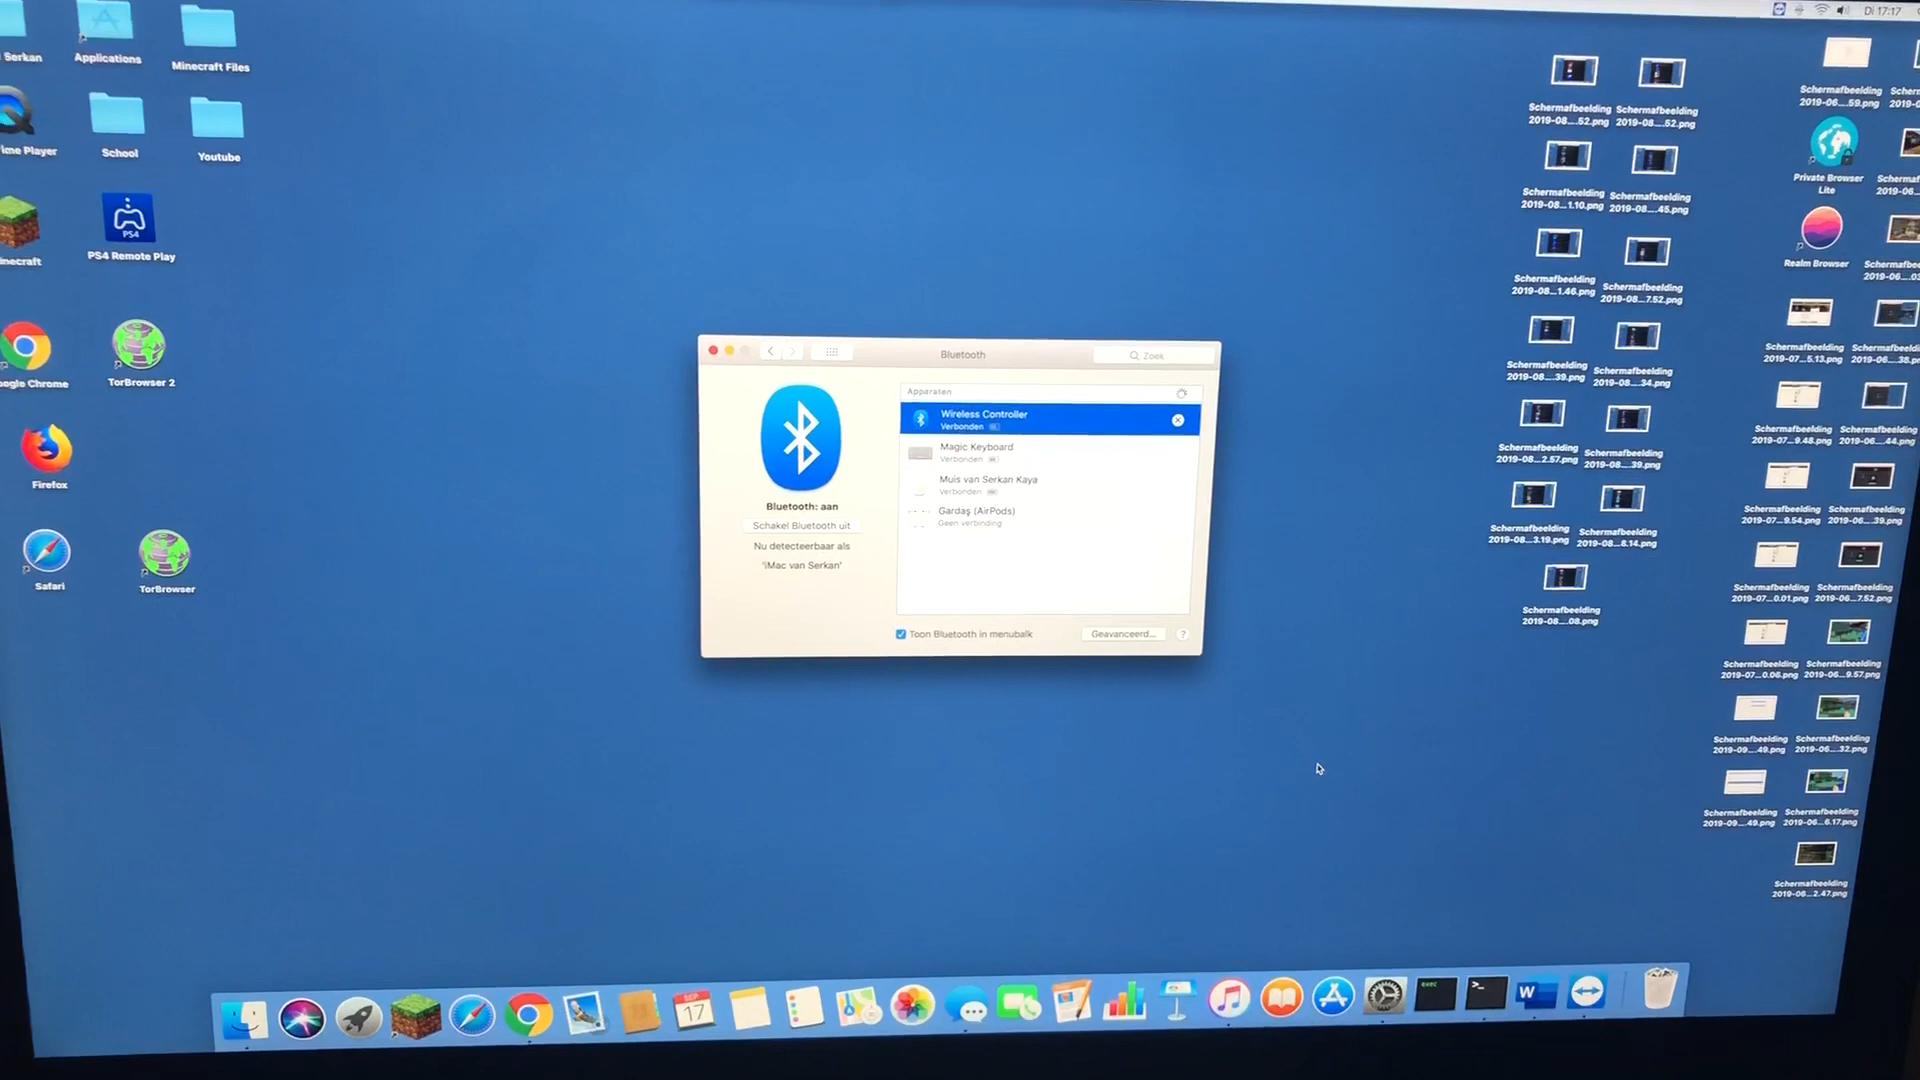 Di 17:17
Serkan
Applications
Minecraft Files
School
Youtube
PS4
PS4 Remote Play
TorBrowser 2
Firefox
Safari
TorBrowser
Bluetooth
Zoek
Apparaten
Wireless Controller
Verbonden
Magic Keyboard
Verbonden
Muis van Serkan Kaya
Verbonden
Gardaş (AirPods)
Geen verbinding
Bluetooth: aan
Schakel Bluetooth uit
Nu detecteerbaar als
'iMac van Serkan'
Toon Bluetooth in menubalk
Geavanceerd...
?
Schermafbeelding Schermafbeelding
2019-08....52.png 2019-08....52.png
Schermafbeelding Schermafbeelding
2019-08...1.10.png 2019-08....45.png
Schermafbeelding Schermafbeelding
2019-08...1.46.png 2019-08...7.52.png
Schermafbeelding Schermafbeelding
2019-08....39.png 2019-08....34.png
Schermafbeelding Schermafbeelding
2019-08...2.57.png 2019-08....39.png
Schermafbeelding Schermafbeelding
2019-08...3.19.png 2019-08...6.14.png
Schermafbeelding
2019-08....08.png
Schermafbeelding
2019-06....59.png
Private Browser
Lite
Realm Browser
Schermafbeelding Schermafbeelding
2019-07...5.13.png 2019-06....38.png
Schermafbeelding Schermafbeelding
2019-07...9.48.png 2019-06....44.png
Schermafbeelding Schermafbeelding
2019-07...9.54.png 2019-06....39.png
Schermafbeelding Schermafbeelding
2019-07...0.01.png 2019-06...7.52.png
Schermafbeelding Schermafbeelding
2019-07...0.06.png 2019-06...9.57.png
Schermafbeelding Schermafbeelding
2019-09....49.png 2019-06....32.png
Schermafbeelding Schermafbeelding
2019-09....49.png 2019-06...6.17.png
Schermafbeelding
2019-06...2.47.png
SEP
17
exec
W